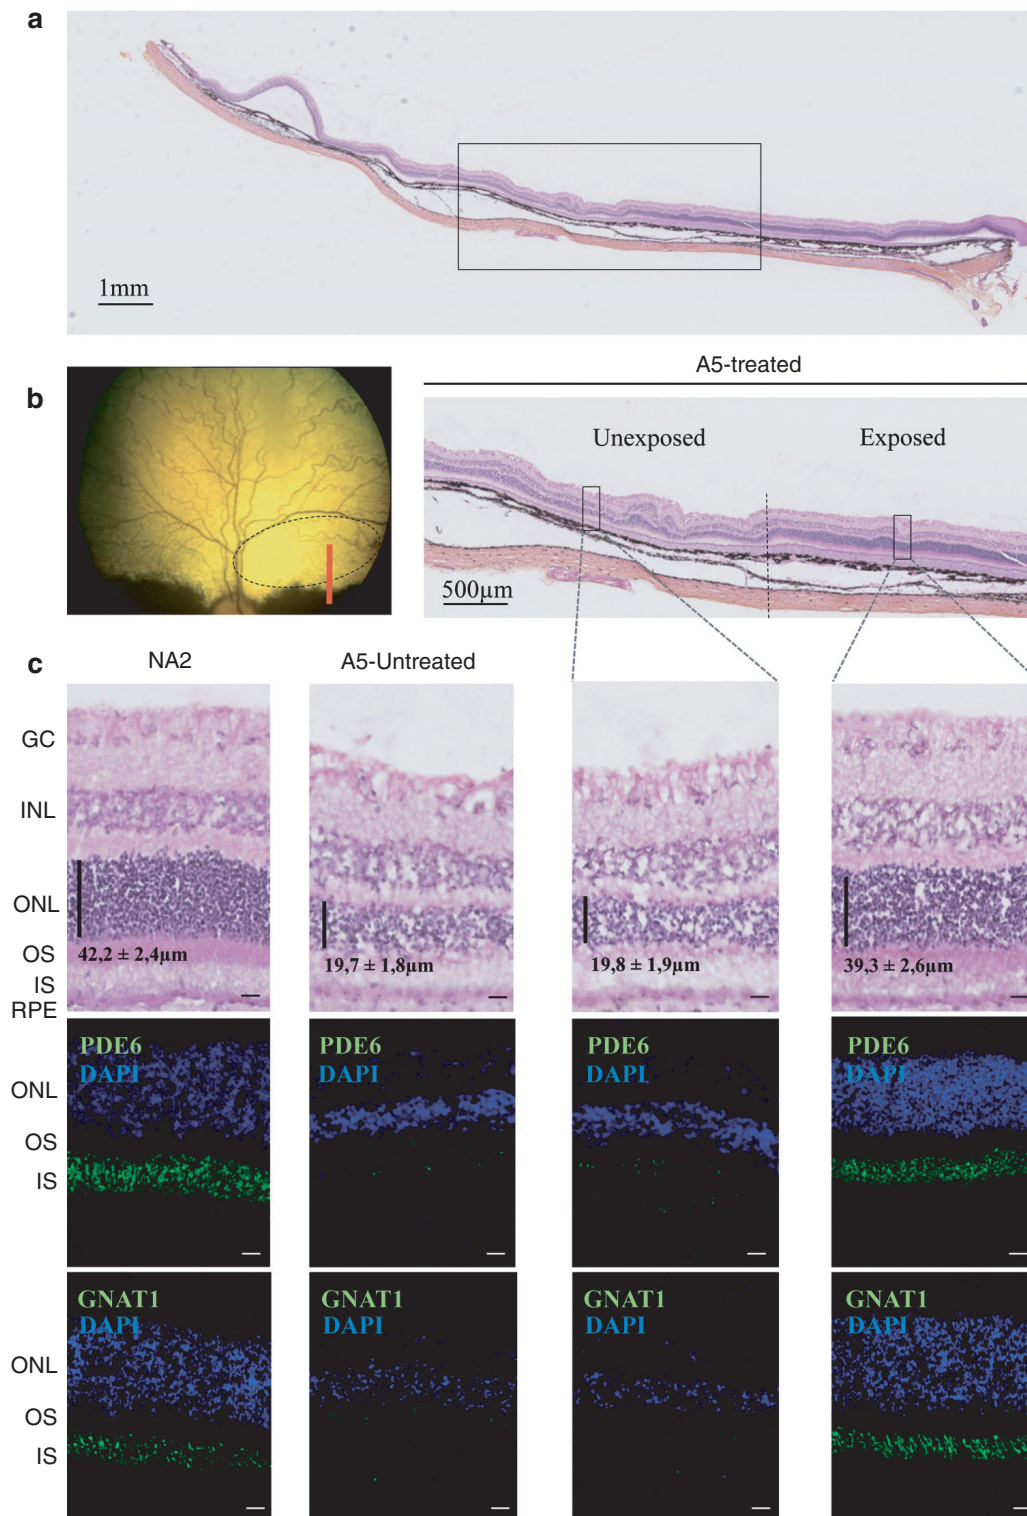 a
1mm
b
A5-treated
Unexposed
Exposed
500µm
c
NA2
A5-Untreated
GC
INL
ONL
OS
IS
RPE
42,2 ± 2,4µm
19,7 ± 1,8µm
19,8 ± 1,9µm
39,3 ± 2,6µm
PDE6
DAPI
PDE6
DAPI
PDE6
DAPI
PDE6
DAPI
ONL
OS
IS
GNAT1
DAPI
GNAT1
DAPI
GNAT1
DAPI
GNAT1
DAPI
ONL
OS
IS